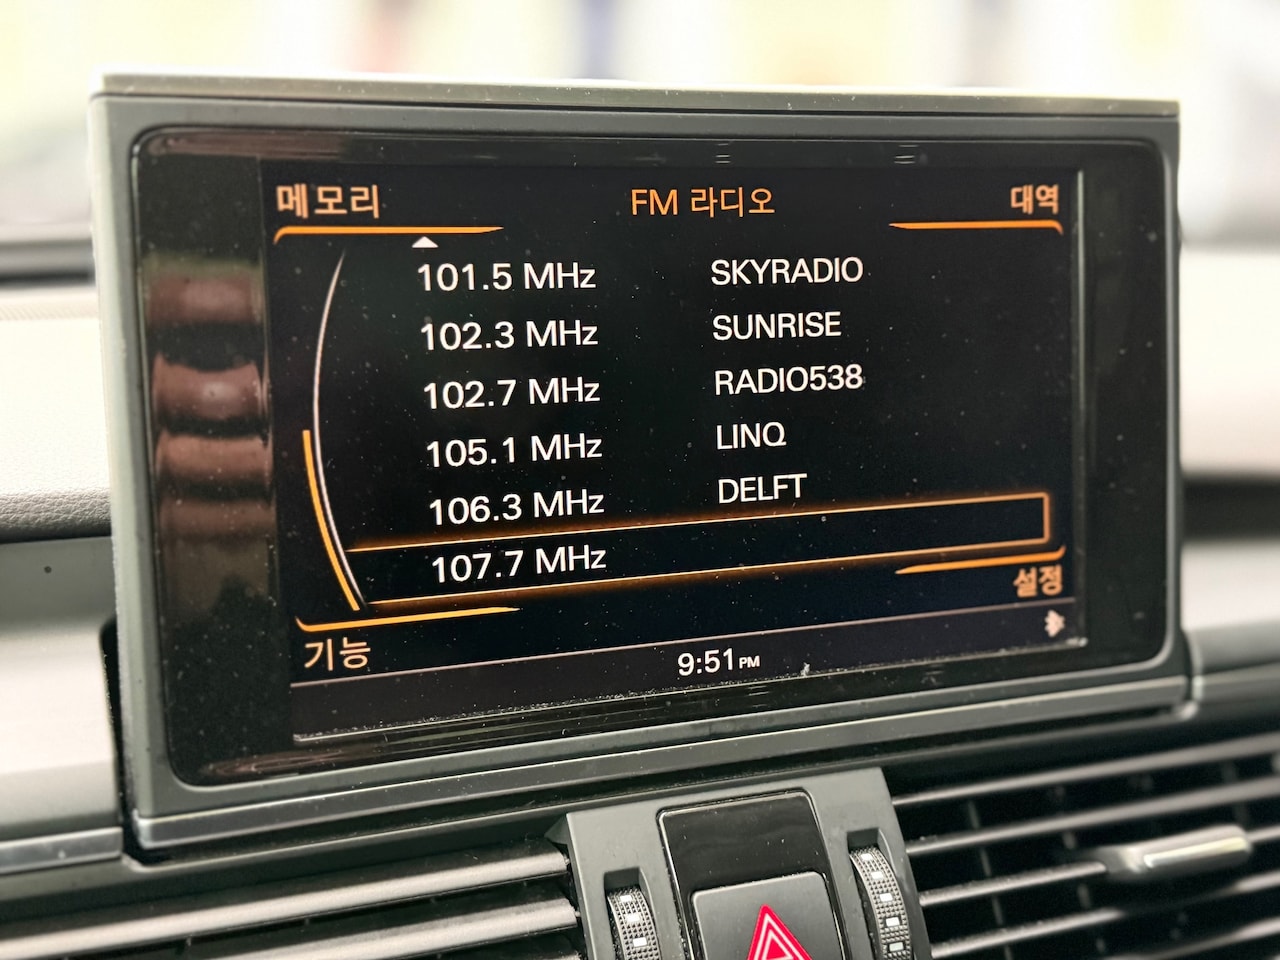 메모리 FM 라디오 대역
101.5 MHz SKYRADIO
102.3 MHz SUNRISE
102.7 MHz RADIO538
105.1 MHz LINQ
106.3 MHz DELFT
107.7 MHz
기능 설정
9:51 PM